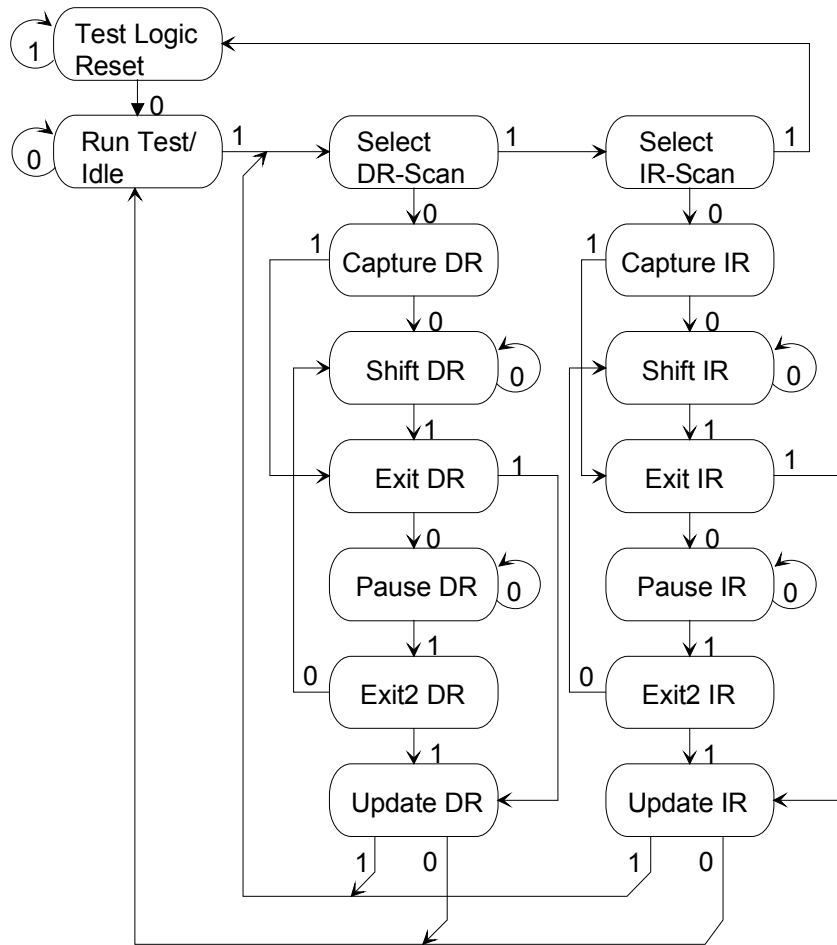 Test Logic
Reset
1
0
Run Test/
Idle
0
1
Select
DR-Scan
1
Select
IR-Scan
1
0
0
1
Capture DR
1
Capture IR
0
0
Shift DR
0
Shift IR
0
1
1
Exit DR
1
Exit IR
1
0
0
Pause DR
0
Pause IR
0
1
1
0
Exit2 DR
0
Exit2 IR
1
1
Update DR
Update IR
1
0
1
0